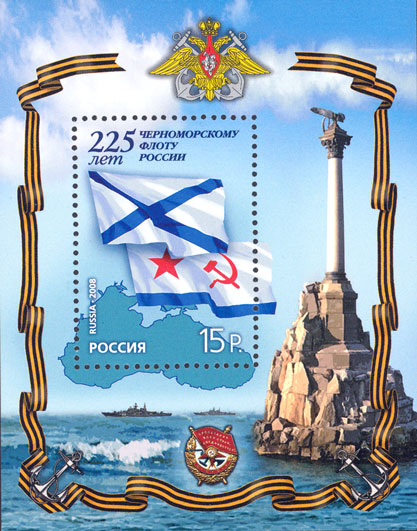 225 ЧЕРНОМОРСКОМУ
лет ФЛОТУ
РОССИИ
RUSSIA • 2008
РОССИЯ 15 Р.